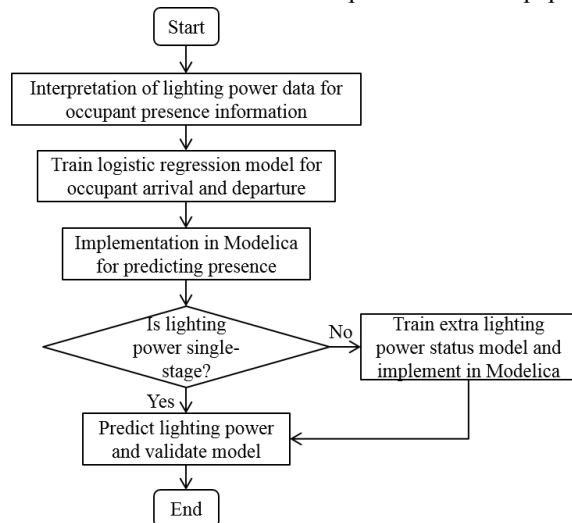 Start
Interpretation of lighting power data for
occupant presence information
Train logistic regression model for
occupant arrival and departure
Implementation in Modelica
for predicting presence
Is lighting
power single-
stage?
No
Train extra lighting
power status model and
implement in Modelica
Yes
Predict lighting power
and validate model
End